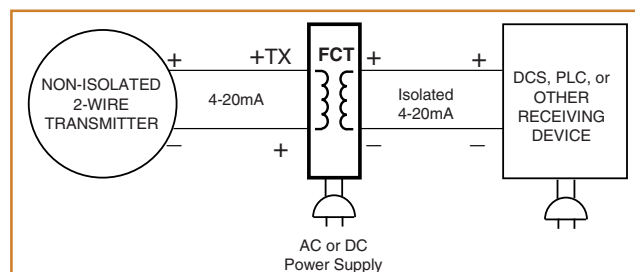 + +TX FCT + +
NON-ISOLATED
2-WIRE
TRANSMITTER
4-20mA
Isolated
4-20mA
DCS, PLC, or
OTHER
RECEIVING
DEVICE
– + – –
AC or DC
Power Supply